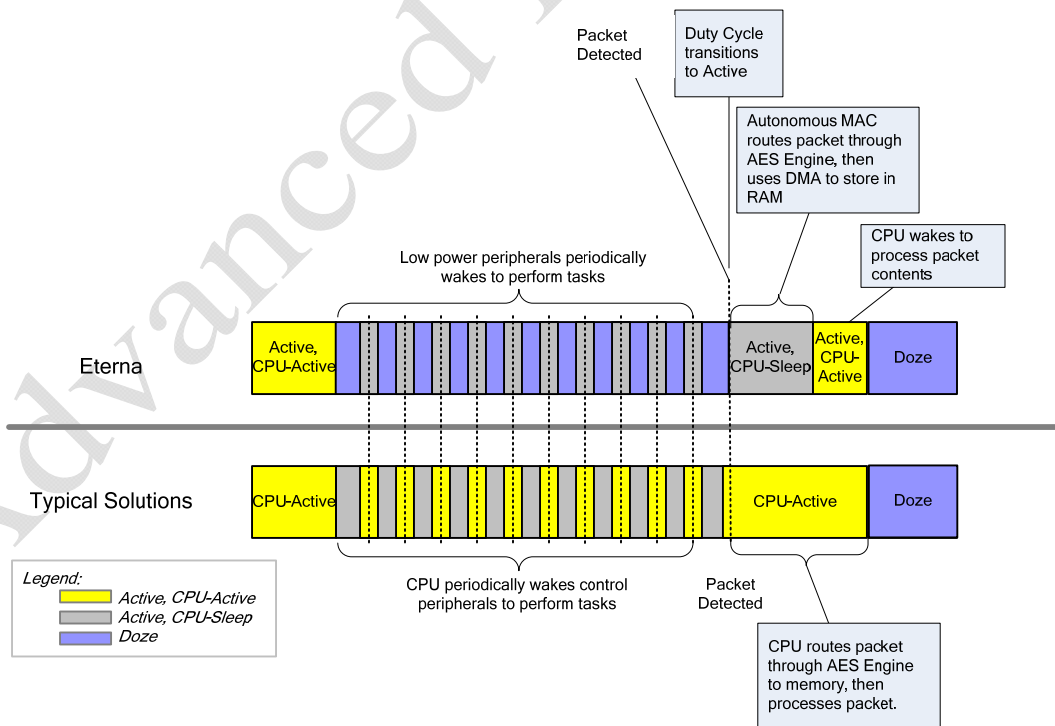 Advanced
Packet
Detected
Duty Cycle
transitions
to Active
Autonomous MAC
routes packet through
AES Engine, then
uses DMA to store in
RAM
CPU wakes to
process packet
contents
Low power peripherals periodically
wakes to perform tasks
Eterna
Active,
CPU-Active
Active,
CPU-Sleep
Active,
CPU-
Active
Doze
Typical Solutions
CPU-Active
CPU-Active
Doze
CPU periodically wakes control
peripherals to perform tasks
Packet
Detected
CPU routes packet
through AES Engine
to memory, then
processes packet.
Legend:
Active, CPU-Active
Active, CPU-Sleep
Doze